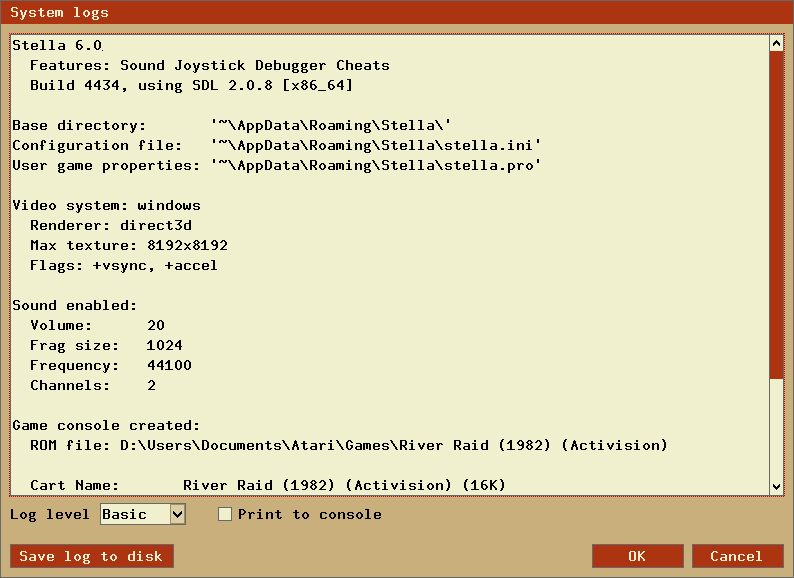 System logs
Stella 6.0
Features: Sound Joystick Debugger Cheats
Build 4434, using SDL 2.0.8 [x86_64]
Base directory: '~\AppData\Roaming\Stella\'
Configuration file: '~\AppData\Roaming\Stella\stella.ini'
User game properties: '~\AppData\Roaming\Stella\stella.pro'
Video system: windows
Renderer: direct3d
Max texture: 8192x8192
Flags: +vsync, +accel
Sound enabled:
Volume: 20
Frag size: 1024
Frequency: 44100
Channels: 2
Game console created:
ROM file: D:\Users\Documents\Atari\Games\River Raid (1982) (Activision)
Cart Name: River Raid (1982) (Activision) (16K)
Log level Basic Print to console
Save log to disk OK Cancel